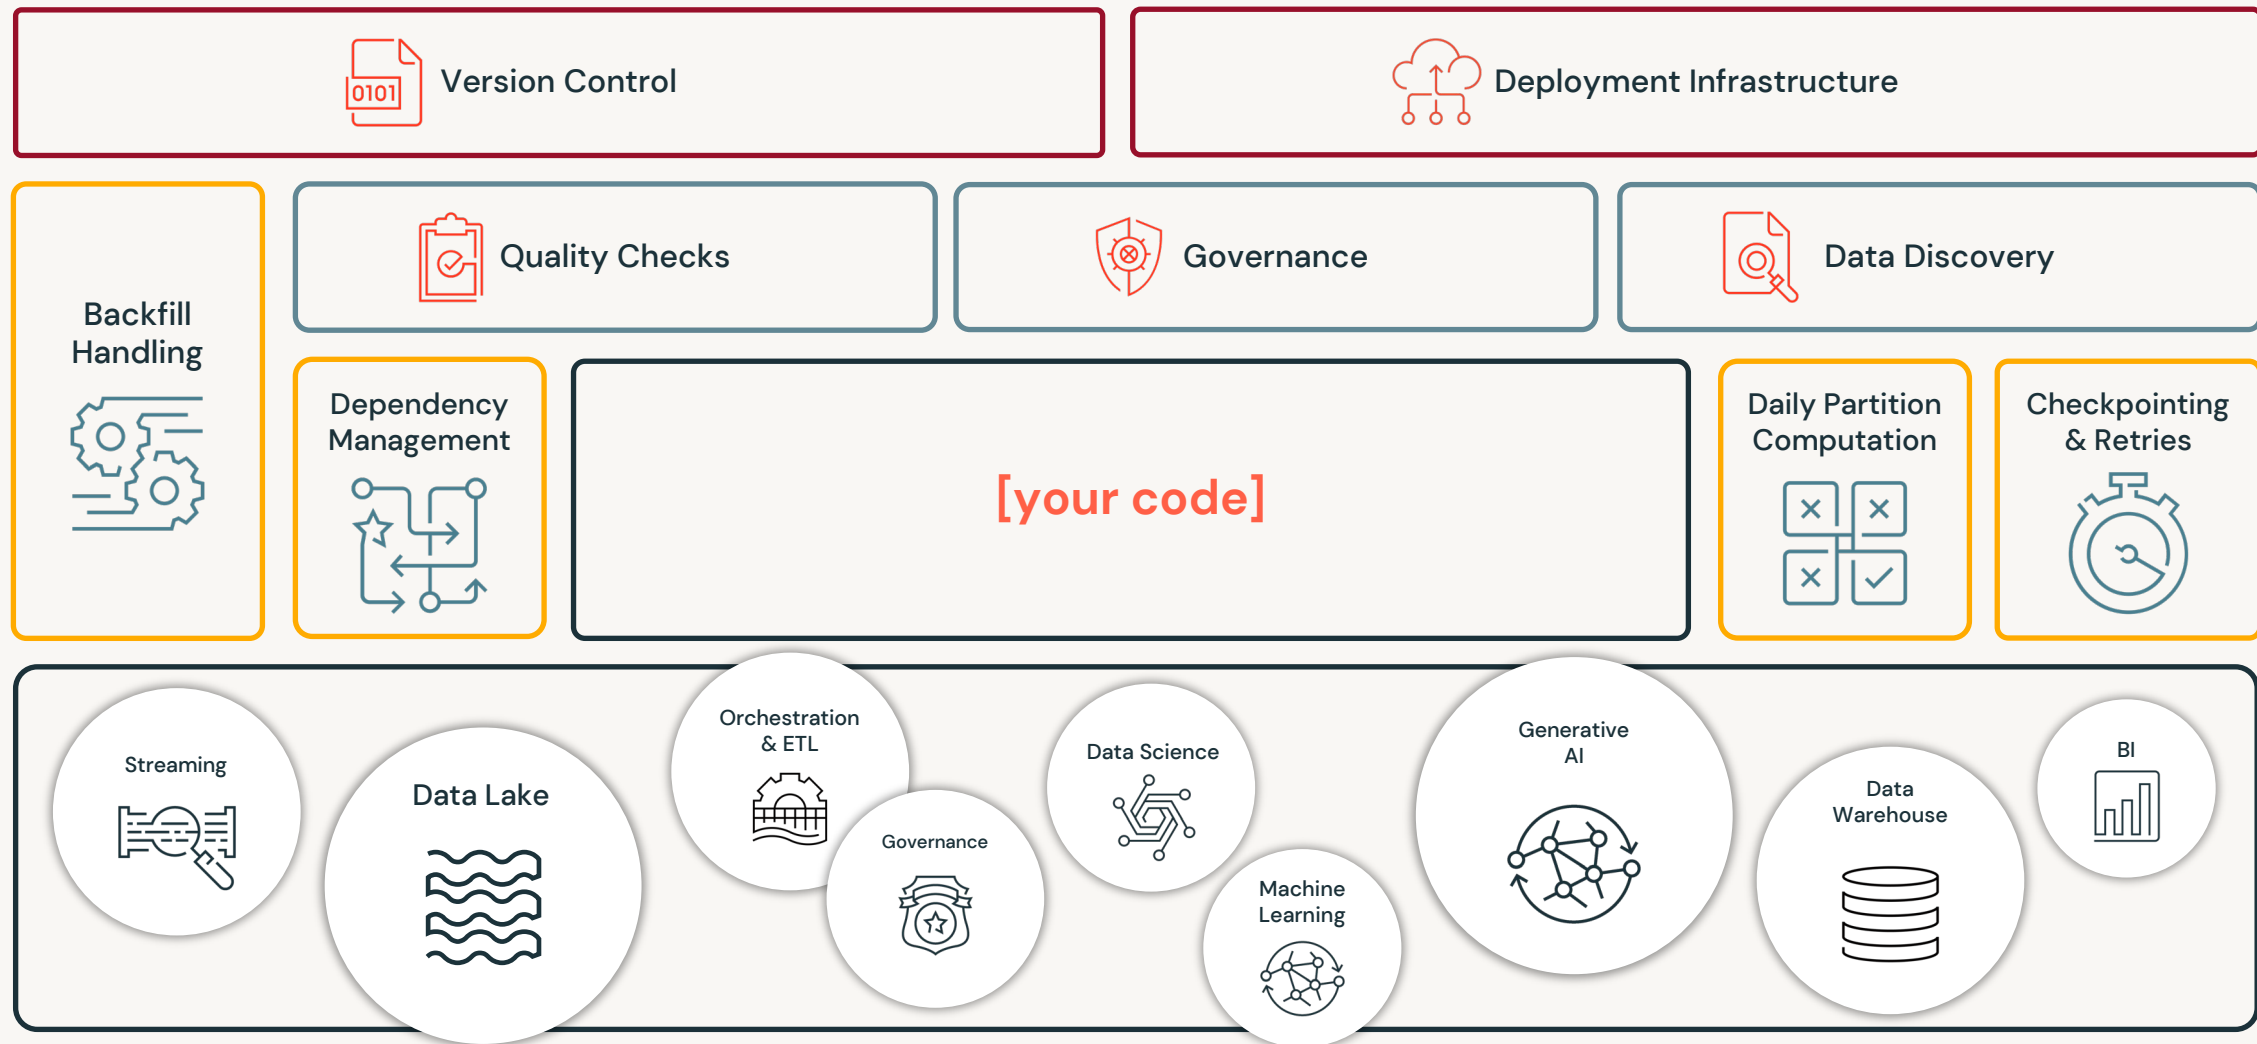 0101
Version Control
Deployment Infrastructure
Backfill
Handling
Quality Checks
Governance
Data Discovery
Dependency
Management
[your code]
Daily Partition
Computation
Checkpointing
& Retries
Streaming
Data Lake
Orchestration
& ETL
Governance
Data Science
Machine
Learning
Generative
AI
Data
Warehouse
BI